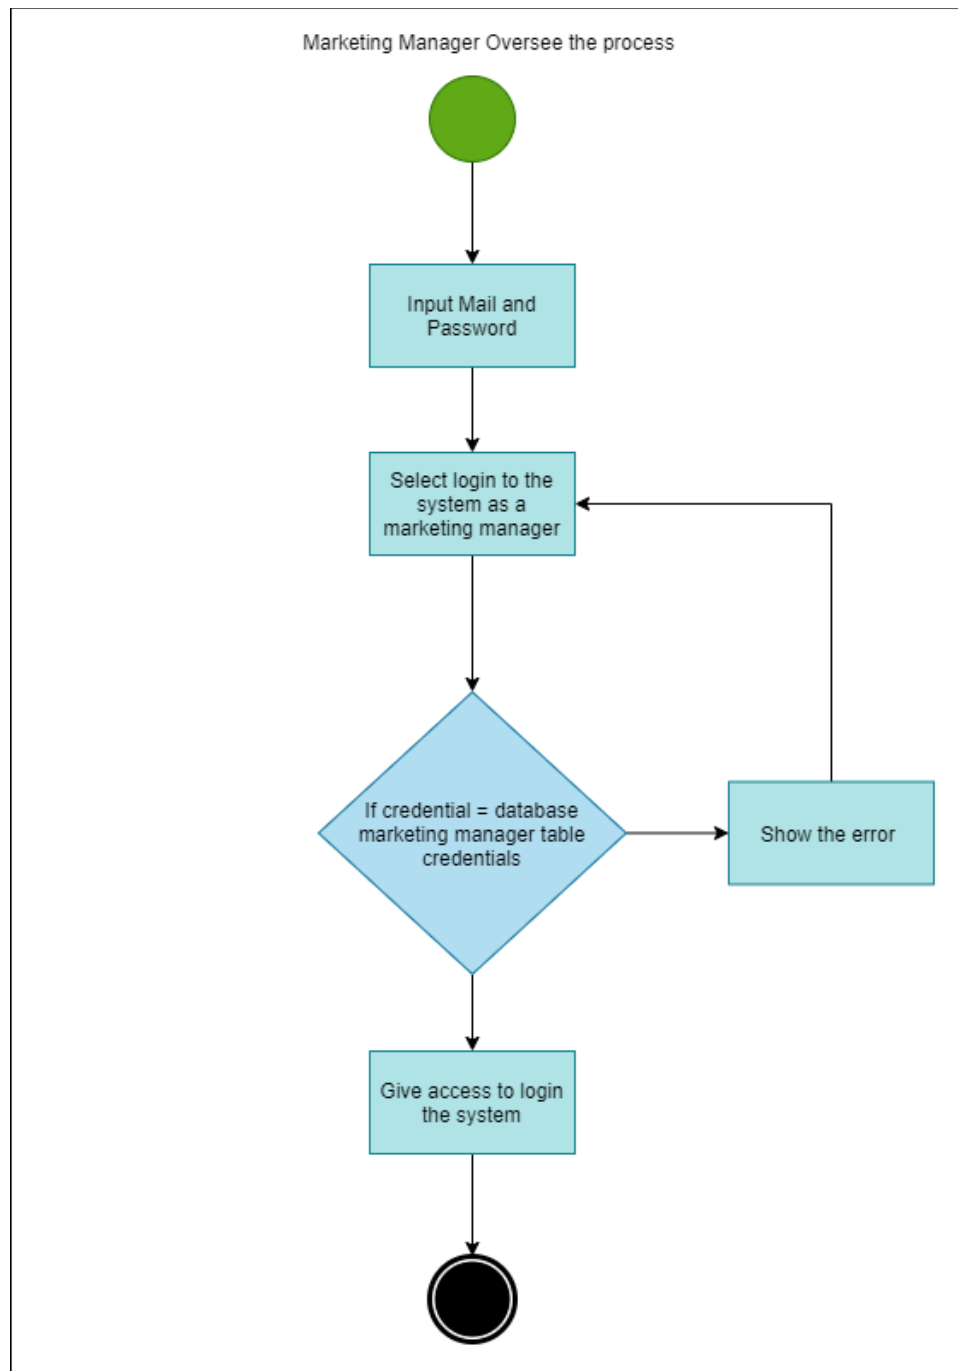 Marketing Manager Oversee the process
Input Mail and
Password
Select login to the
system as a
marketing manager
If credential = database
marketing manager table
credentials
Show the error
Give access to login
the system